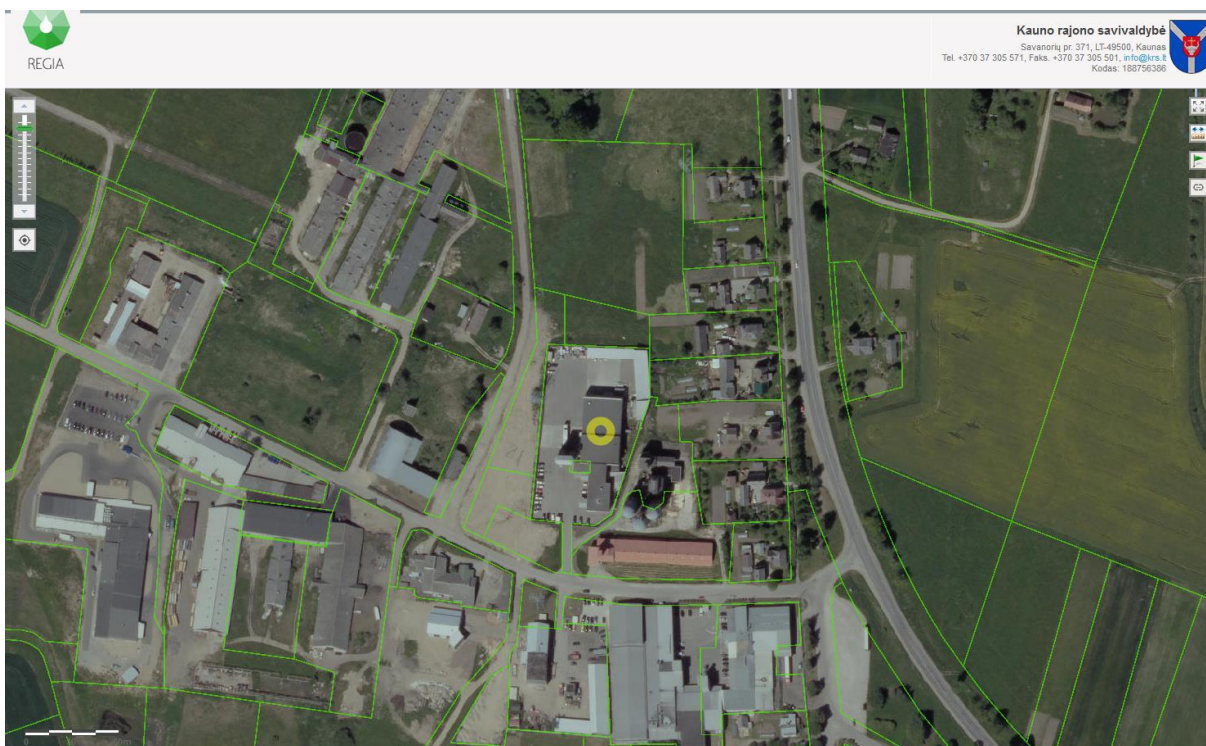 REGIA
Kauno rajono savivaldybė
Savanorių pr. 371, LT-49500, Kaunas
Tel. +370 37 305 571, Faks. +370 37 305 501, info@krs.lt
Kodas: 188756386